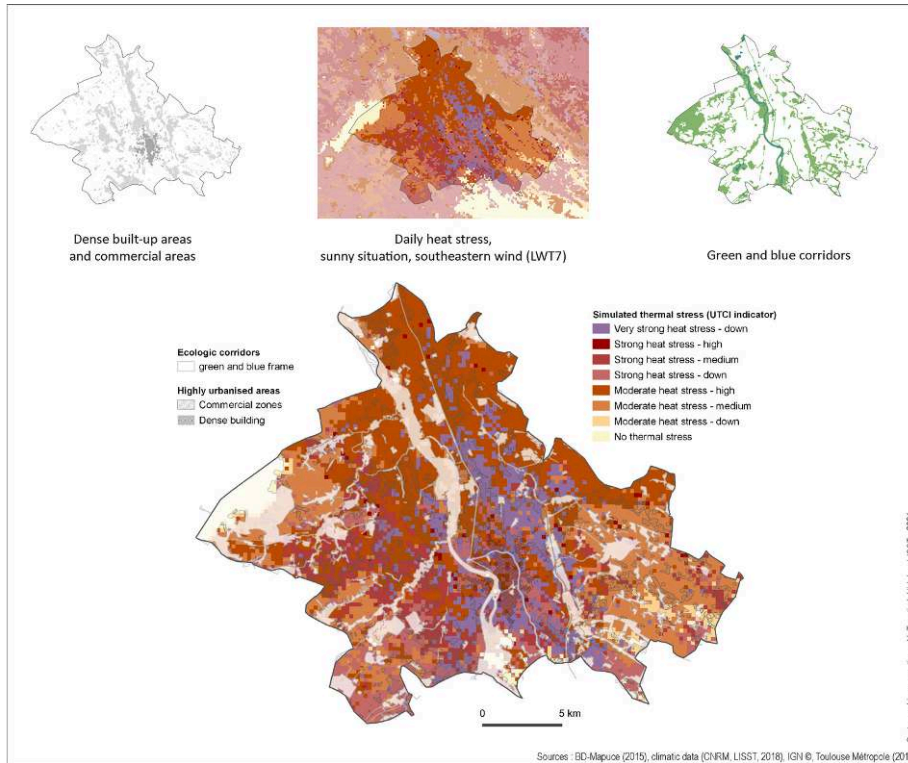 Dense built-up areas
and commercial areas
Daily heat stress,
sunny situation, southeastern wind (LWT7)
Green and blue corridors
Ecologic corridors
green and blue frame
Highly urbanised areas
Commercial zones
Dense building
Simulated thermal stress (UTCI indicator)
Very strong heat stress - down
Strong heat stress - high
Strong heat stress - medium
Strong heat stress - down
Moderate heat stress - high
Moderate heat stress - medium
Moderate heat stress - down
No thermal stress
0 5 km
Sources : BD-Mapuce (2015), climatic data (CNRM, LISST, 2018), IGN ©, Toulouse Métropole (201